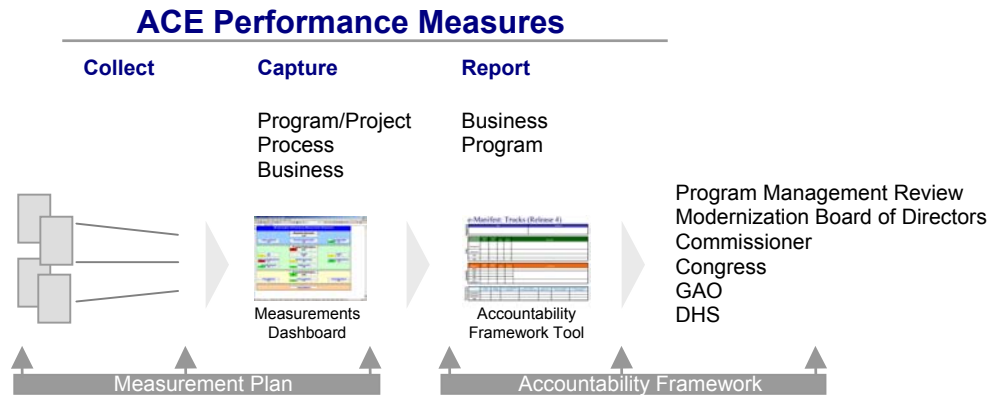 ACE Performance Measures
Collect
Capture
Report
Program/Project
Process
Business
Business
Program
e-Manifest: Trucks (Release 4)
Measurements
Dashboard
Accountability
Framework Tool
Program Management Review
Modernization Board of Directors
Commissioner
Congress
GAO
DHS
Measurement Plan
Accountability Framework